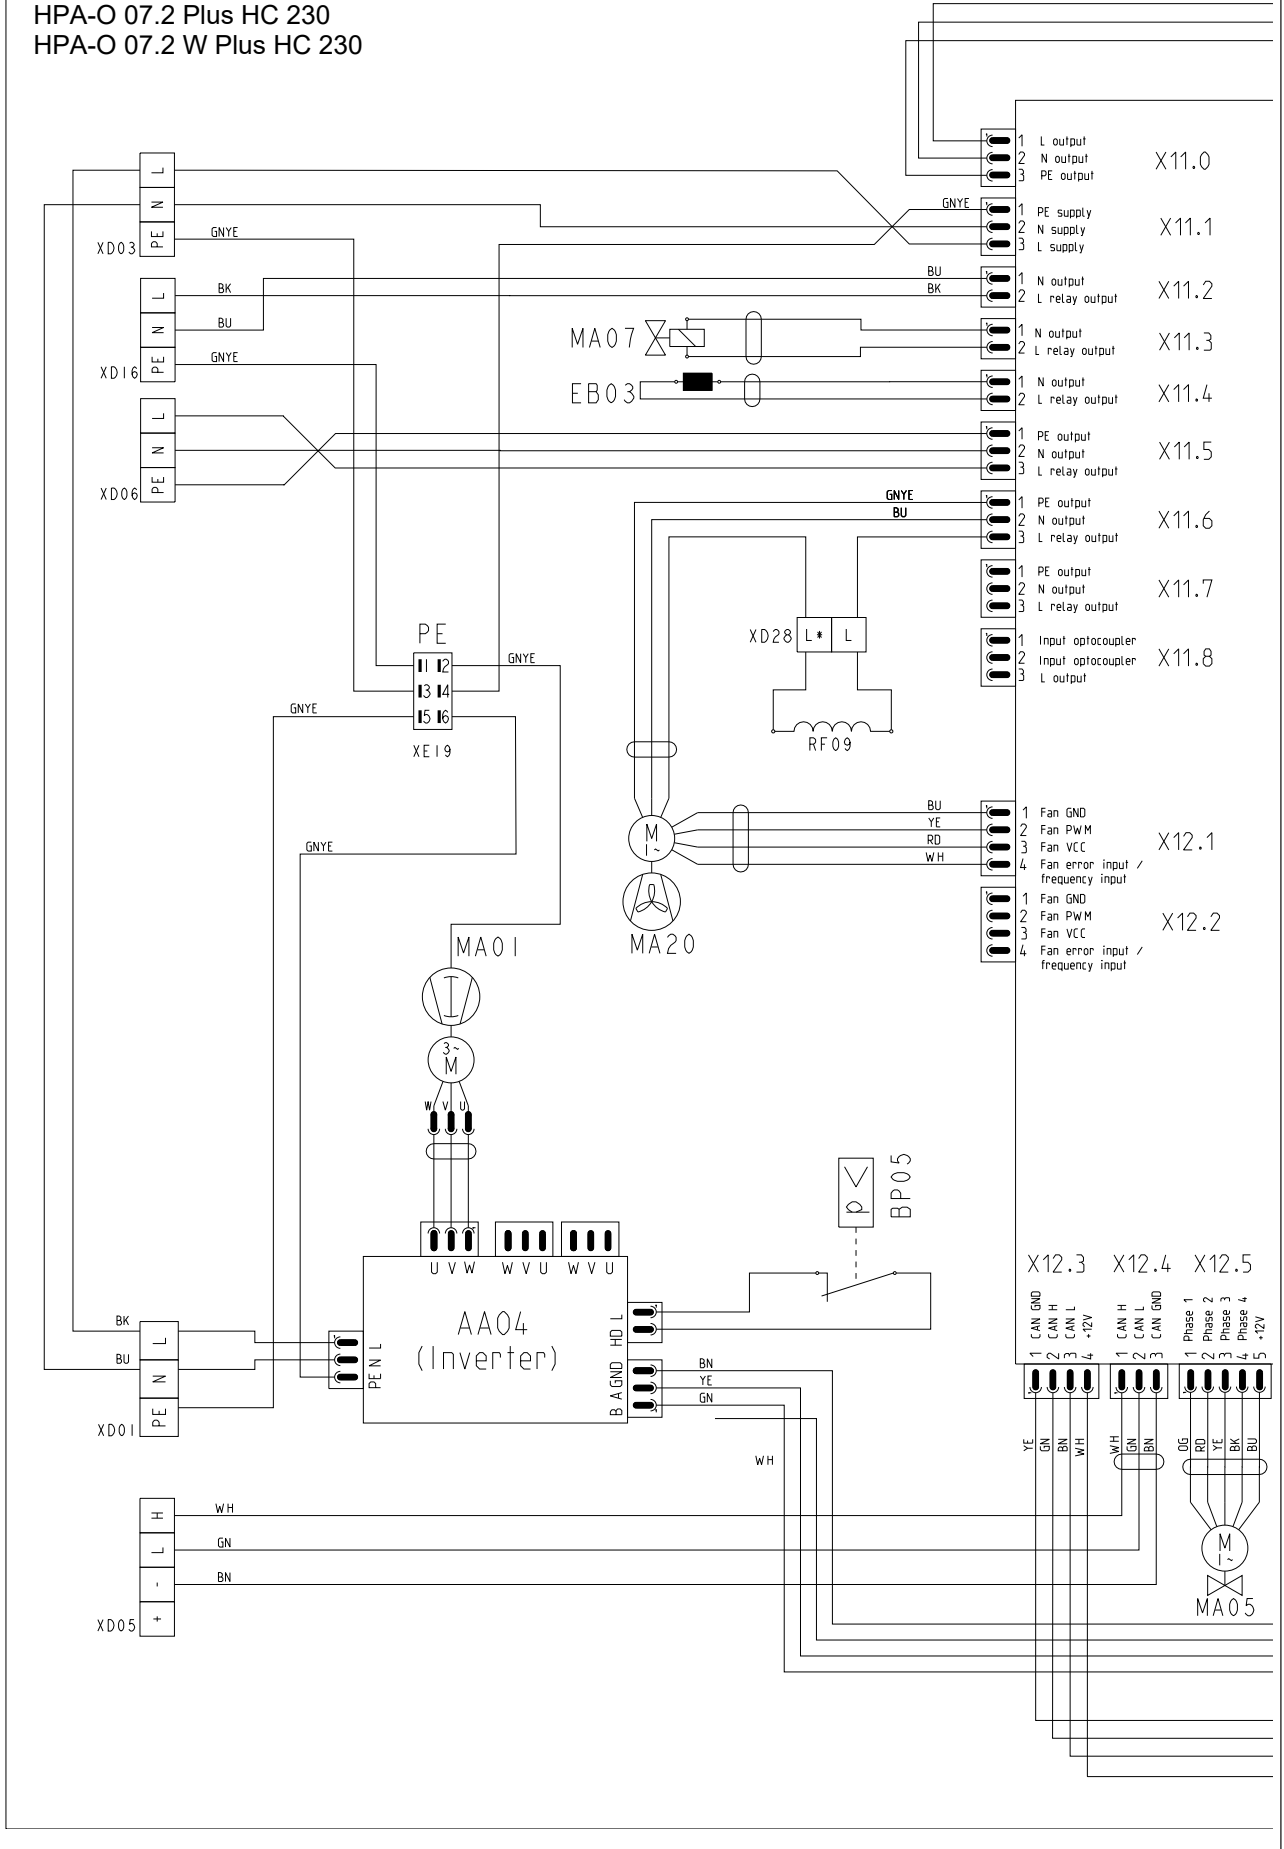 HPA-O 07.2 Plus HC 230
HPA-O 07.2 W Plus HC 230
1 L output
2 N output
3 PE output
X11.0
1 PE supply
2 N supply
3 L supply
X11.1
GNYE
L
N
PE
XD03
GNYE
1 N output
2 L relay output
X11.2
BU
BK
L
N
PE
XD16
BK
BU
GNYE
MA07
1 N output
2 L relay output
X11.3
EB03
1 N output
2 L relay output
X11.4
L
N
PE
XD06
1 PE output
2 N output
3 L relay output
X11.5
GNYE
BU
1 PE output
2 N output
3 L relay output
X11.6
1 PE output
2 N output
3 L relay output
X11.7
XD28 L* L
1 Input optocoupler
2 Input optocoupler
3 L output
X11.8
PE
1 2
3 4
5 6
XE19
GNYE
GNYE
GNYE
RF09
M
1~
MA20
BU
YE
RD
WH
1 Fan GND
2 Fan PWM
3 Fan VCC
4 Fan error input /
frequency input
X12.1
1 Fan GND
2 Fan PWM
3 Fan VCC
4 Fan error input /
frequency input
X12.2
MA01
3~
M
W V U
U V W
W V U
W V U
AA04
(Inverter)
PE N L
HD L
B A GND
BP05
p <
BK
BU
L
N
PE
XD01
BN
YE
GN
WH
X12.3 X12.4 X12.5
1 CAN GND
2 CAN H
3 CAN L
4 +12V
1 CAN H
2 CAN L
3 CAN GND
1 Phase 1
2 Phase 2
3 Phase 3
4 Phase 4
5 +12V
YE GN BN WH
WH GN BN
OG RD YE BK BU
M
1~
MA05
H
L
-
+
XD05
WH
GN
BN